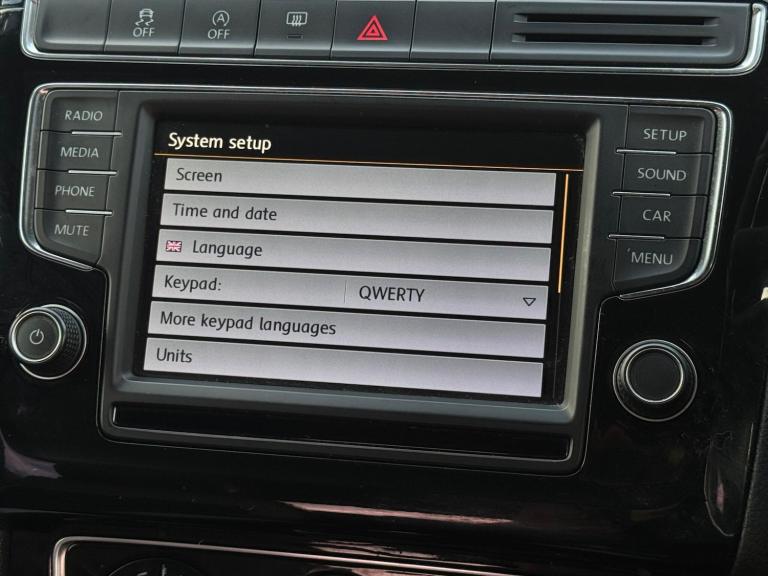 OFF
A
OFF
RADIO
MEDIA
PHONE
MUTE
System setup
Screen
Time and date
Language
Keypad: QWERTY
More keypad languages
Units
SETUP
SOUND
CAR
MENU